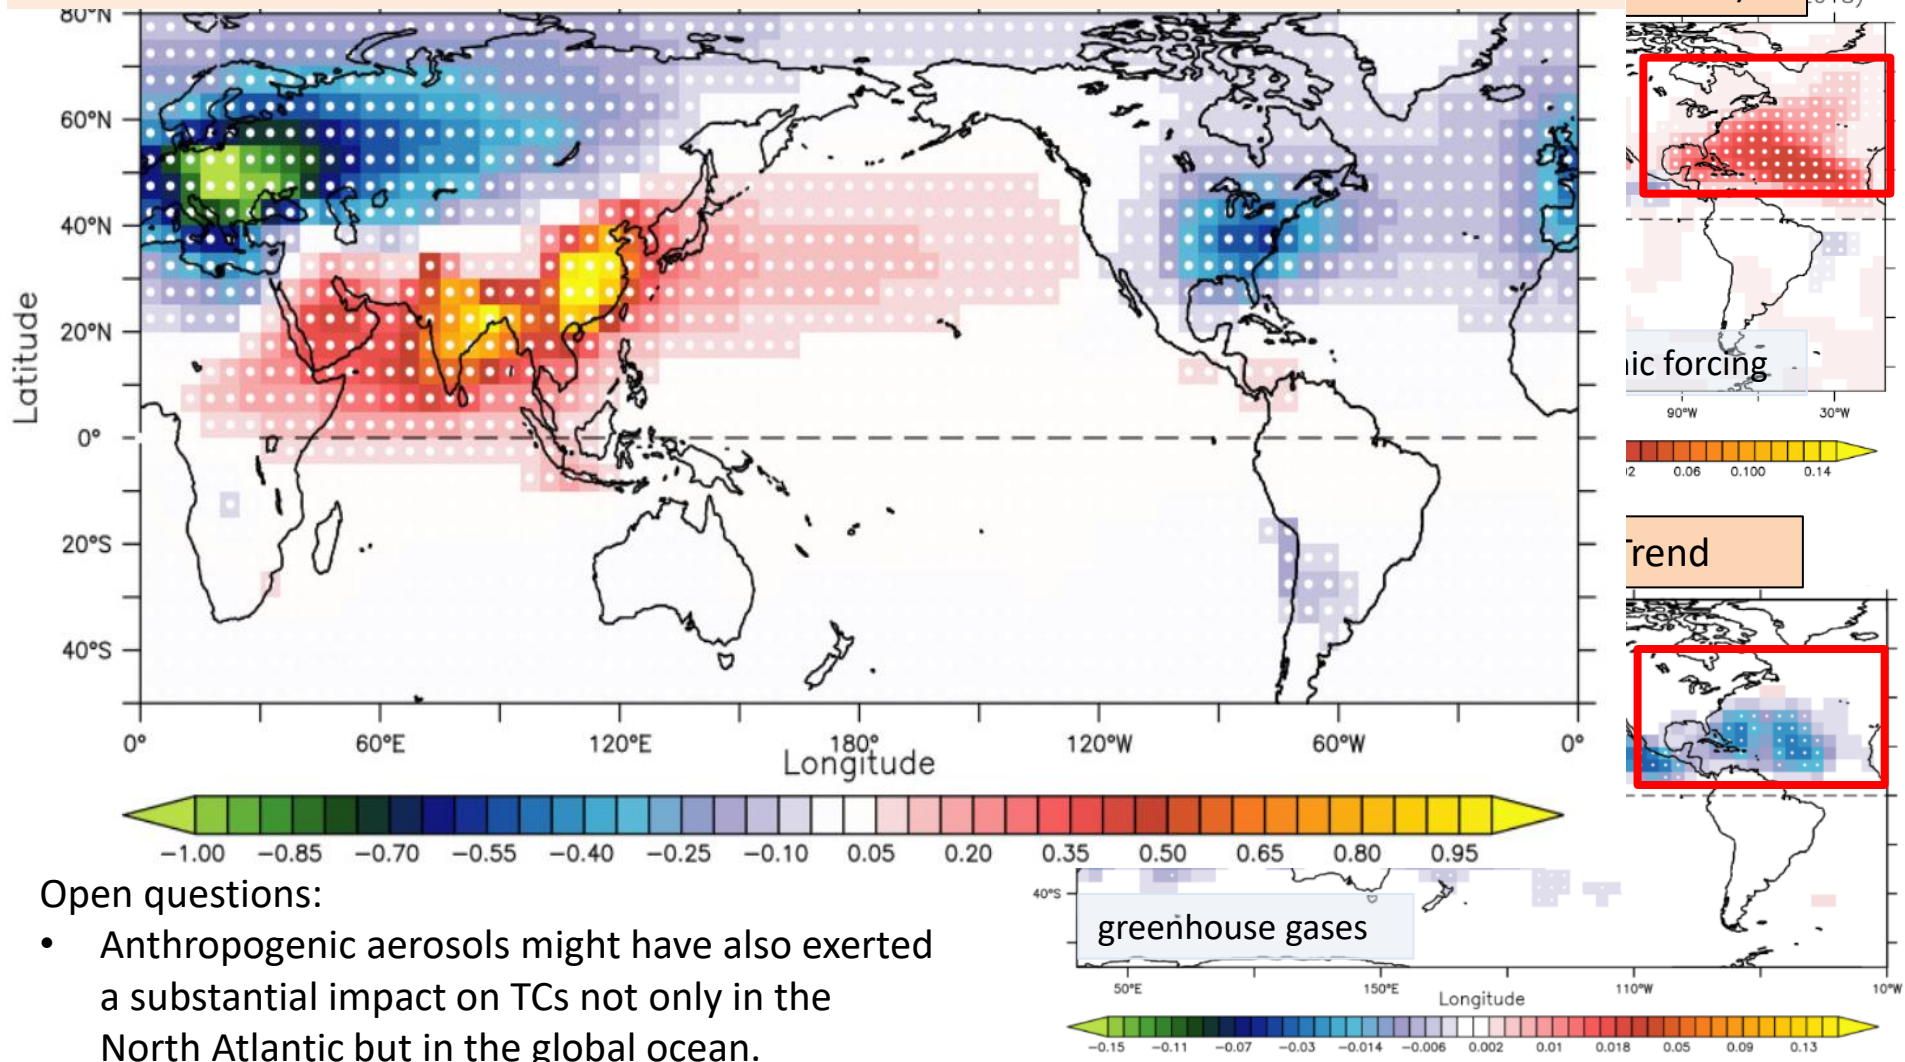 80°N
60°N
40°N
20°N
0°
20°S
40°S
Latitude
0°
60°E
120°E
180°
120°W
60°W
0°
Longitude
−1.00 −0.85 −0.70 −0.55 −0.40 −0.25 −0.10 0.05 0.20 0.35 0.50 0.65 0.80 0.95
Open questions:
• Anthropogenic aerosols might have also exerted
a substantial impact on TCs not only in the
North Atlantic but in the global ocean.
nic forcing
90°W 30°W
0.06 0.100 0.14
Trend
40°S
greenhouse gases
50°E 150°E 110°W 10°W
Longitude
−0.15 −0.11 −0.07 −0.03 −0.014 −0.006 0.002 0.01 0.018 0.05 0.09 0.13